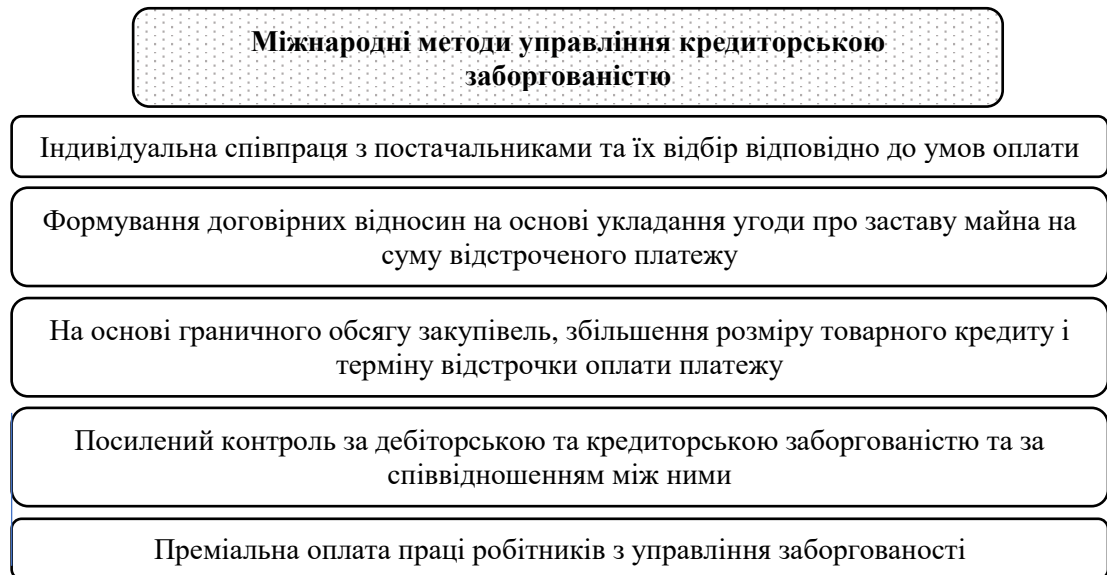 Міжнародні методи управління кредиторською
заборгованістю
Індивідуальна співпраця з постачальниками та їх відбір відповідно до умов оплати
Формування договірних відносин на основі укладання угоди про заставу майна на
суму відстроченого платежу
На основі граничного обсягу закупівель, збільшення розміру товарного кредиту і
терміну відстрочки оплати платежу
Посилений контроль за дебіторською та кредиторською заборгованістю та за
співвідношенням між ними
Преміальна оплата праці робітників з управління заборгованості